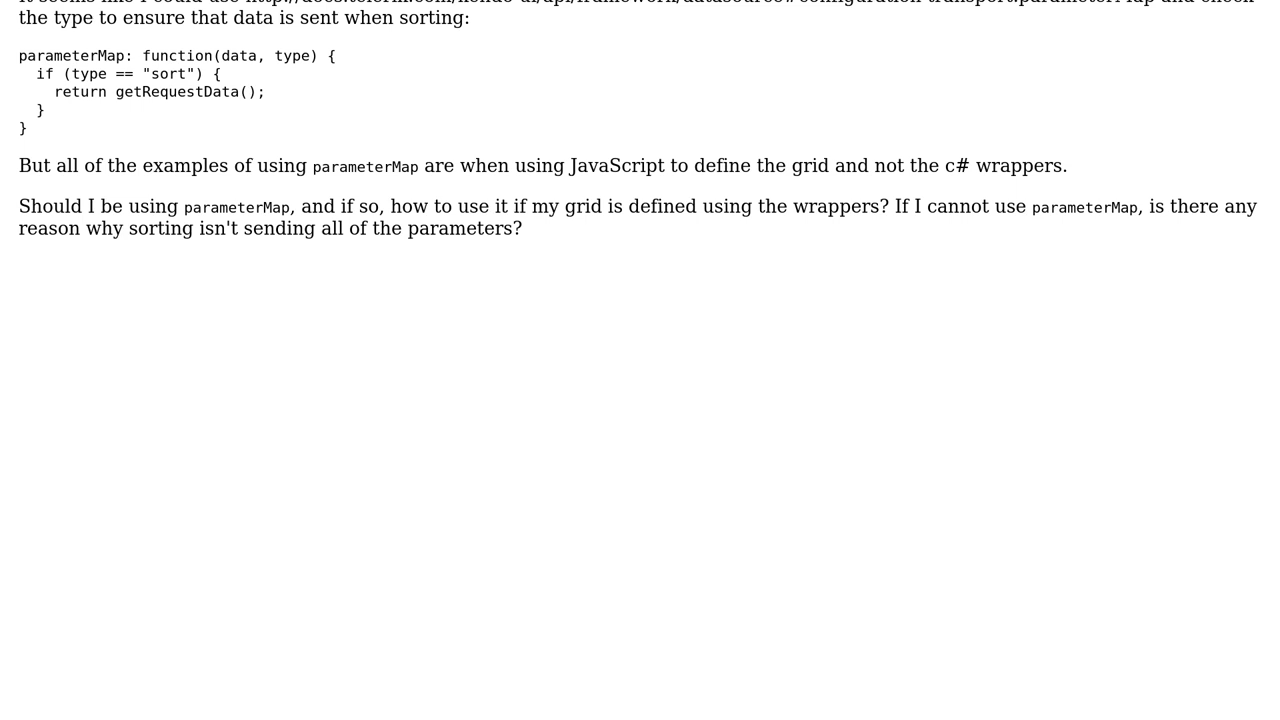 the type to ensure that data is sent when sorting:
parameterMap: function(data, type) {
  if (type == "sort") {
    return getRequestData();
  }
}
But all of the examples of using parameterMap are when using JavaScript to define the grid and not the c# wrappers.
Should I be using parameterMap, and if so, how to use it if my grid is defined using the wrappers? If I cannot use parameterMap, is there any
reason why sorting isn't sending all of the parameters?